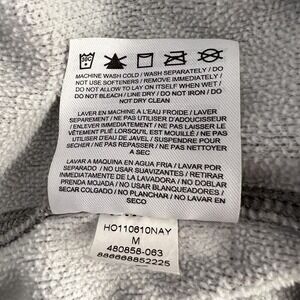 MACHINE WASH COLD / WASH SEPARATELY / DO
NOT USE SOFTENERS / REMOVE IMMEDIATELY /
DO NOT ALLOW TO LAY ON ITSELF WHEN WET /
DO NOT BLEACH / LINE DRY / DO NOT IRON / DO
NOT DRY CLEAN
LAVER EN MACHINE A L'EAU FROIDE / LAVER
SEPAREMENT / NE PAS UTILISER D'ADOUCISSEUR
/ ENLEVER IMMEDIATEMENT / NE PAS LAISSER LE
VÊTEMENT PLIÉ LORSQUE IL EST MOUILLÉ / NE PAS
UTILISER D'EAU DE JAVEL / SUSPENDRE POUR
SECHER / NE PAS REPASSER / NE PAS NETTOYER
A SEC
LAVAR A MAQUINA EN AGUA FRIA / LAVAR POR
SEPARADO / NO USAR SUAVIZANTES / RETIRAR
INMEDIATAMENTE DE LA LAVADORA / NO DOBLAR
PRENDA MOJADA / NO USAR BLANQUEADORES /
SECAR COLGADO / NO PLANCHAR / NO LAVAR EN
SECO
HO110610NAY
M
480858-063
886668852225